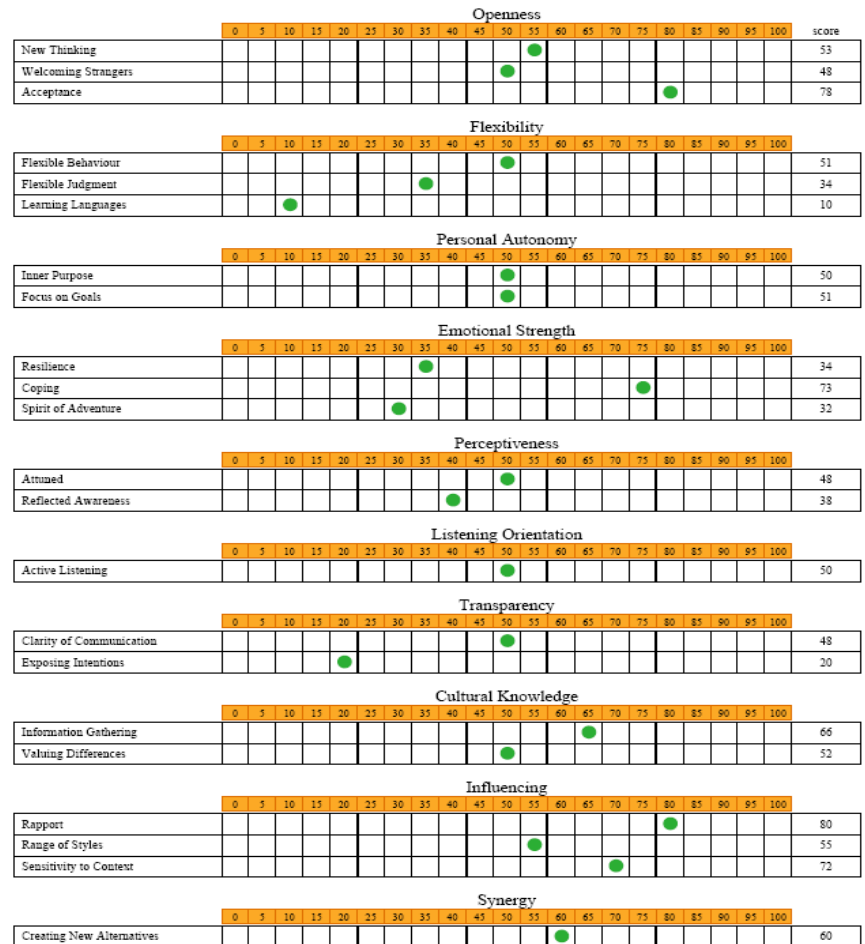 Openness
0 5 10 15 20 25 30 35 40 45 50 55 60 65 70 75 80 85 90 95 100 score
New Thinking 53
Welcoming Strangers 48
Acceptance 78
Flexibility
0 5 10 15 20 25 30 35 40 45 50 55 60 65 70 75 80 85 90 95 100
Flexible Behaviour 51
Flexible Judgment 34
Learning Languages 10
Personal Autonomy
0 5 10 15 20 25 30 35 40 45 50 55 60 65 70 75 80 85 90 95 100
Inner Purpose 50
Focus on Goals 51
Emotional Strength
0 5 10 15 20 25 30 35 40 45 50 55 60 65 70 75 80 85 90 95 100
Resilience 34
Coping 73
Spirit of Adventure 32
Perceptiveness
0 5 10 15 20 25 30 35 40 45 50 55 60 65 70 75 80 85 90 95 100
Attuned 48
Reflected Awareness 38
Listening Orientation
0 5 10 15 20 25 30 35 40 45 50 55 60 65 70 75 80 85 90 95 100
Active Listening 50
Transparency
0 5 10 15 20 25 30 35 40 45 50 55 60 65 70 75 80 85 90 95 100
Clarity of Communication 48
Exposing Intentions 20
Cultural Knowledge
0 5 10 15 20 25 30 35 40 45 50 55 60 65 70 75 80 85 90 95 100
Information Gathering 66
Valuing Differences 52
Influencing
0 5 10 15 20 25 30 35 40 45 50 55 60 65 70 75 80 85 90 95 100
Rapport 80
Range of Styles 55
Sensitivity to Context 72
Synergy
0 5 10 15 20 25 30 35 40 45 50 55 60 65 70 75 80 85 90 95 100
Creating New Alternatives 60